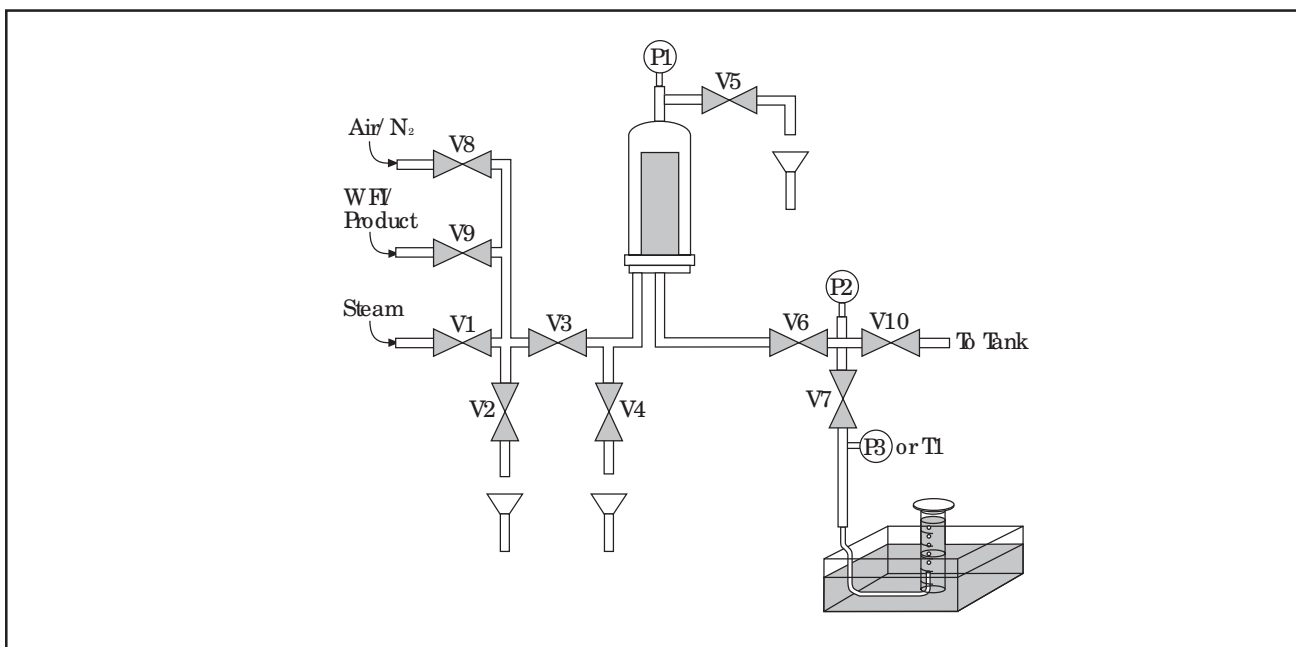 P1
V5
Air/ N₂
V8
WFI/
Product
V9
P2
Steam
V1
V3
V6
V10
To Tank
V2
V4
V7
P3 or T1